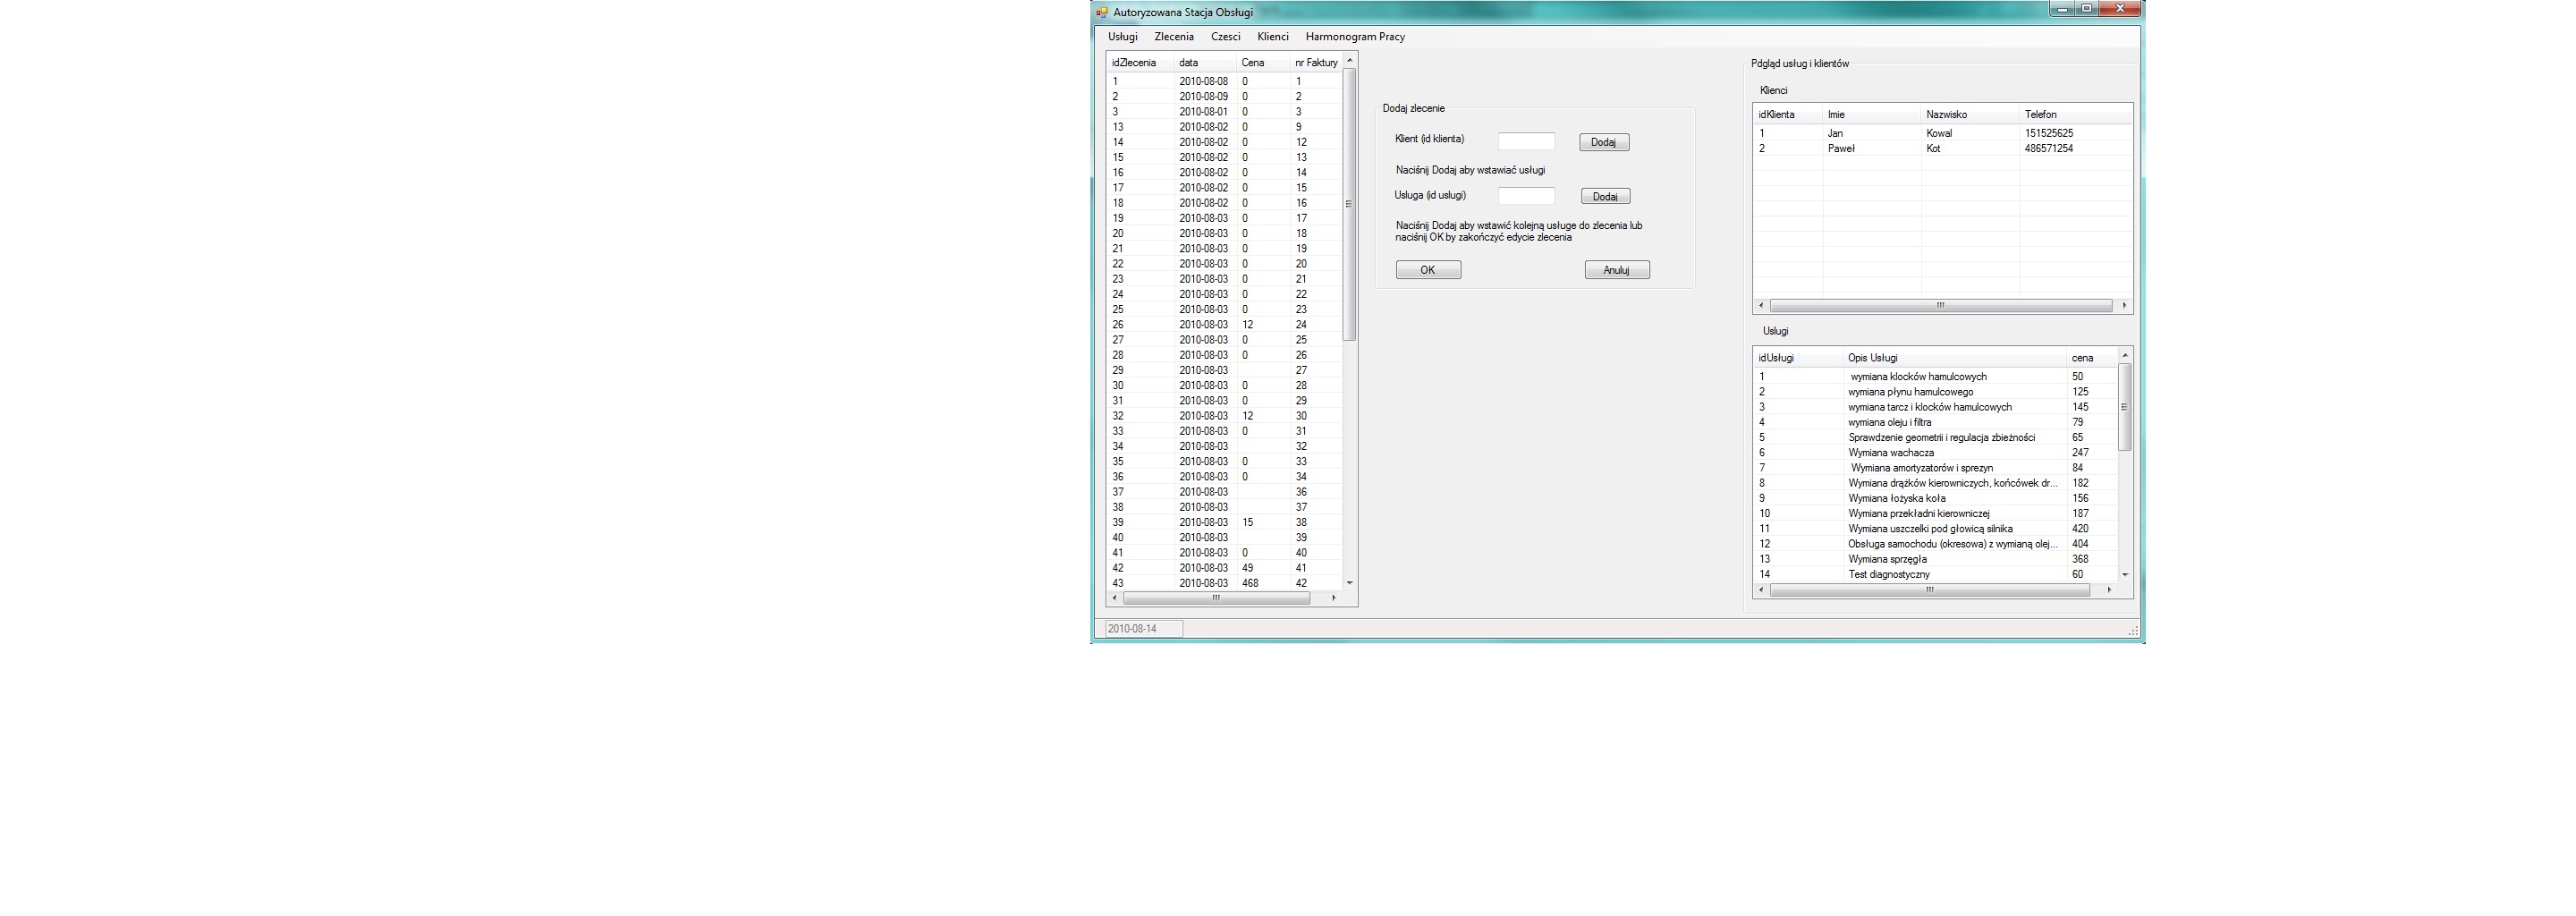 Autoryzowana Stacja Obsługi
Usługi Zlecenia Czesci Klienci Harmonogram Pracy
idZlecenia data Cena nr Faktury
1 2010-08-08 0 1
2 2010-08-09 0 2
3 2010-08-01 0 3
13 2010-08-02 0 9
14 2010-08-02 0 12
15 2010-08-02 0 13
16 2010-08-02 0 14
17 2010-08-02 0 15
18 2010-08-02 0 16
19 2010-08-03 0 17
20 2010-08-03 0 18
21 2010-08-03 0 19
22 2010-08-03 0 20
23 2010-08-03 0 21
24 2010-08-03 0 22
25 2010-08-03 0 23
26 2010-08-03 12 24
27 2010-08-03 0 25
28 2010-08-03 0 26
29 2010-08-03 27
30 2010-08-03 0 28
31 2010-08-03 0 29
32 2010-08-03 12 30
33 2010-08-03 0 31
34 2010-08-03 32
35 2010-08-03 0 33
36 2010-08-03 0 34
37 2010-08-03 36
38 2010-08-03 37
39 2010-08-03 15 38
40 2010-08-03 39
41 2010-08-03 0 40
42 2010-08-03 49 41
43 2010-08-03 468 42
Dodaj zlecenie
Klient (id klienta) Dodaj
Naciśnij Dodaj aby wstawiać usługi
Usluga (id uslugi) Dodaj
Naciśnij Dodaj aby wstawić kolejną usługe do zlecenia lub
naciśnij OK by zakończyć edycie zlecenia
OK Anuluj
Pdgląd usług i klientów
Klienci
idKlienta Imie Nazwisko Telefon
1 Jan Kowal 151525625
2 Paweł Kot 486571254
Uslugi
idUsługi Opis Usługi cena
1 wymiana klocków hamulcowych 50
2 wymiana płynu hamulcowego 125
3 wymiana tarcz i klocków hamulcowych 145
4 wymiana oleju i filtra 79
5 Sprawdzenie geometrii i regulacja zbieżności 65
6 Wymiana wachacza 247
7 Wymiana amortyzatorów i sprezyn 84
8 Wymiana drążków kierowniczych, końcówek dr... 182
9 Wymiana łożyska koła 156
10 Wymiana przekładni kierowniczej 187
11 Wymiana uszczelki pod głowicą silnika 420
12 Obsługa samochodu (okresowa) z wymianą olej... 404
13 Wymiana sprzęgła 368
14 Test diagnostyczny 60
2010-08-14